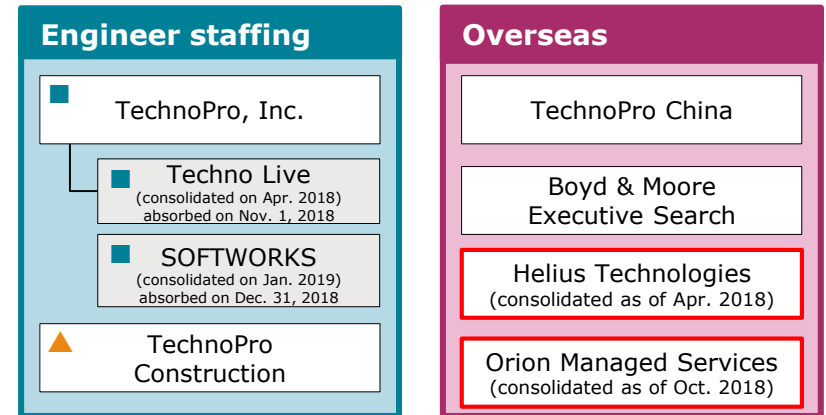 Engineer staffing
TechnoPro, Inc.
Techno Live
(consolidated on Apr. 2018)
absorbed on Nov. 1, 2018
SOFTWORKS
(consolidated on Jan. 2019)
absorbed on Dec. 31, 2018
TechnoPro
Construction
Overseas
TechnoPro China
Boyd & Moore
Executive Search
Helius Technologies
(consolidated as of Apr. 2018)
Orion Managed Services
(consolidated as of Oct. 2018)